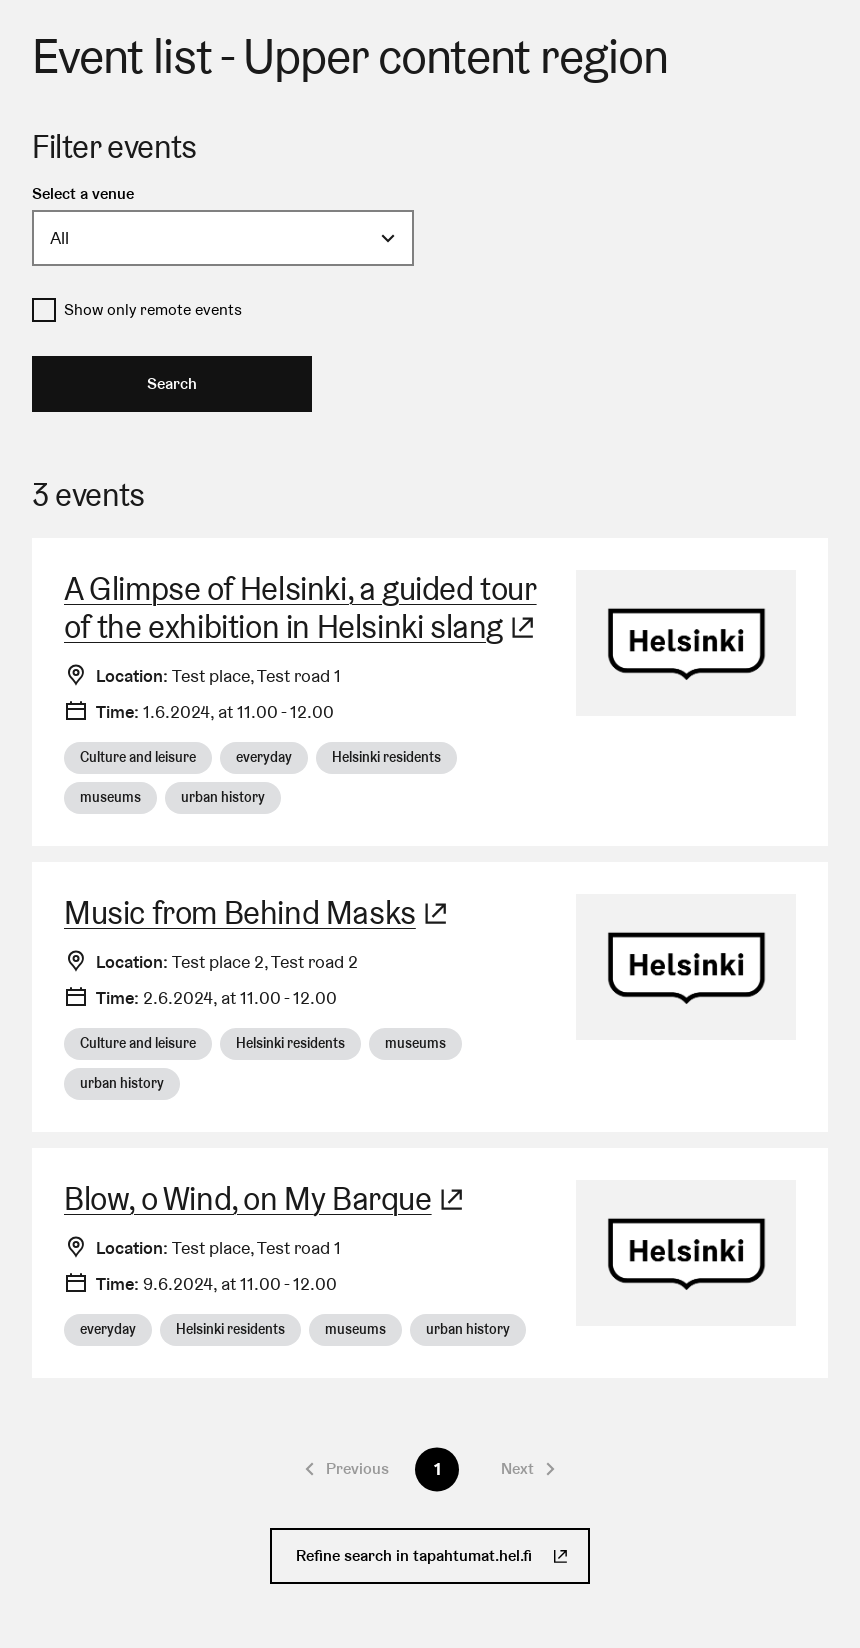 Event list - Upper content region
Filter events
Select a venue
All
Show only remote events
Search
3 events
A Glimpse of Helsinki, a guided tour
of the exhibition in Helsinki slang
Helsinki
Location: Test place, Test road 1
Time: 1.6.2024, at 11.00 - 12.00
Culture and leisure everyday Helsinki residents
museums urban history
Music from Behind Masks
Helsinki
Location: Test place 2, Test road 2
Time: 2.6.2024, at 11.00 - 12.00
Culture and leisure Helsinki residents museums
urban history
Blow, o Wind, on My Barque
Helsinki
Location: Test place, Test road 1
Time: 9.6.2024, at 11.00 - 12.00
everyday Helsinki residents museums urban history
Previous 1 Next
Refine search in tapahtumat.hel.fi